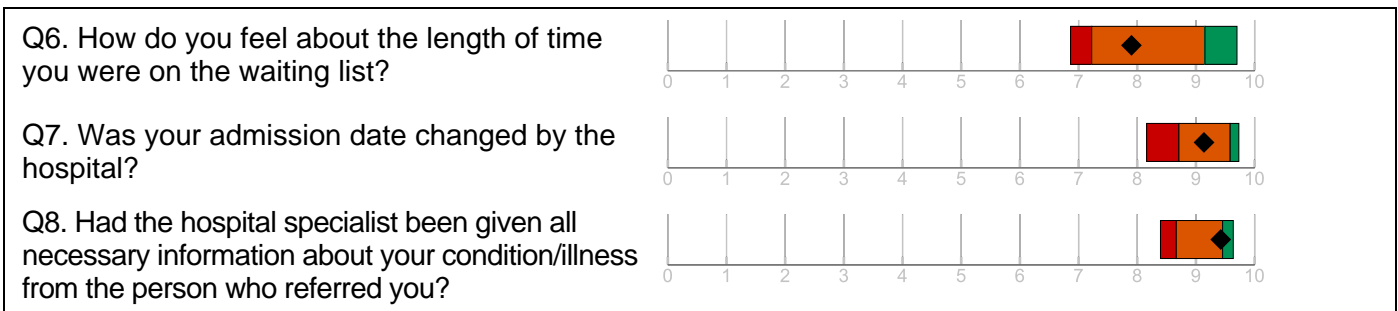 Q6. How do you feel about the length of time
you were on the waiting list?
0 1 2 3 4 5 6 7 8 9 10
Q7. Was your admission date changed by the
hospital?
0 1 2 3 4 5 6 7 8 9 10
Q8. Had the hospital specialist been given all
necessary information about your condition/illness
from the person who referred you?
0 1 2 3 4 5 6 7 8 9 10